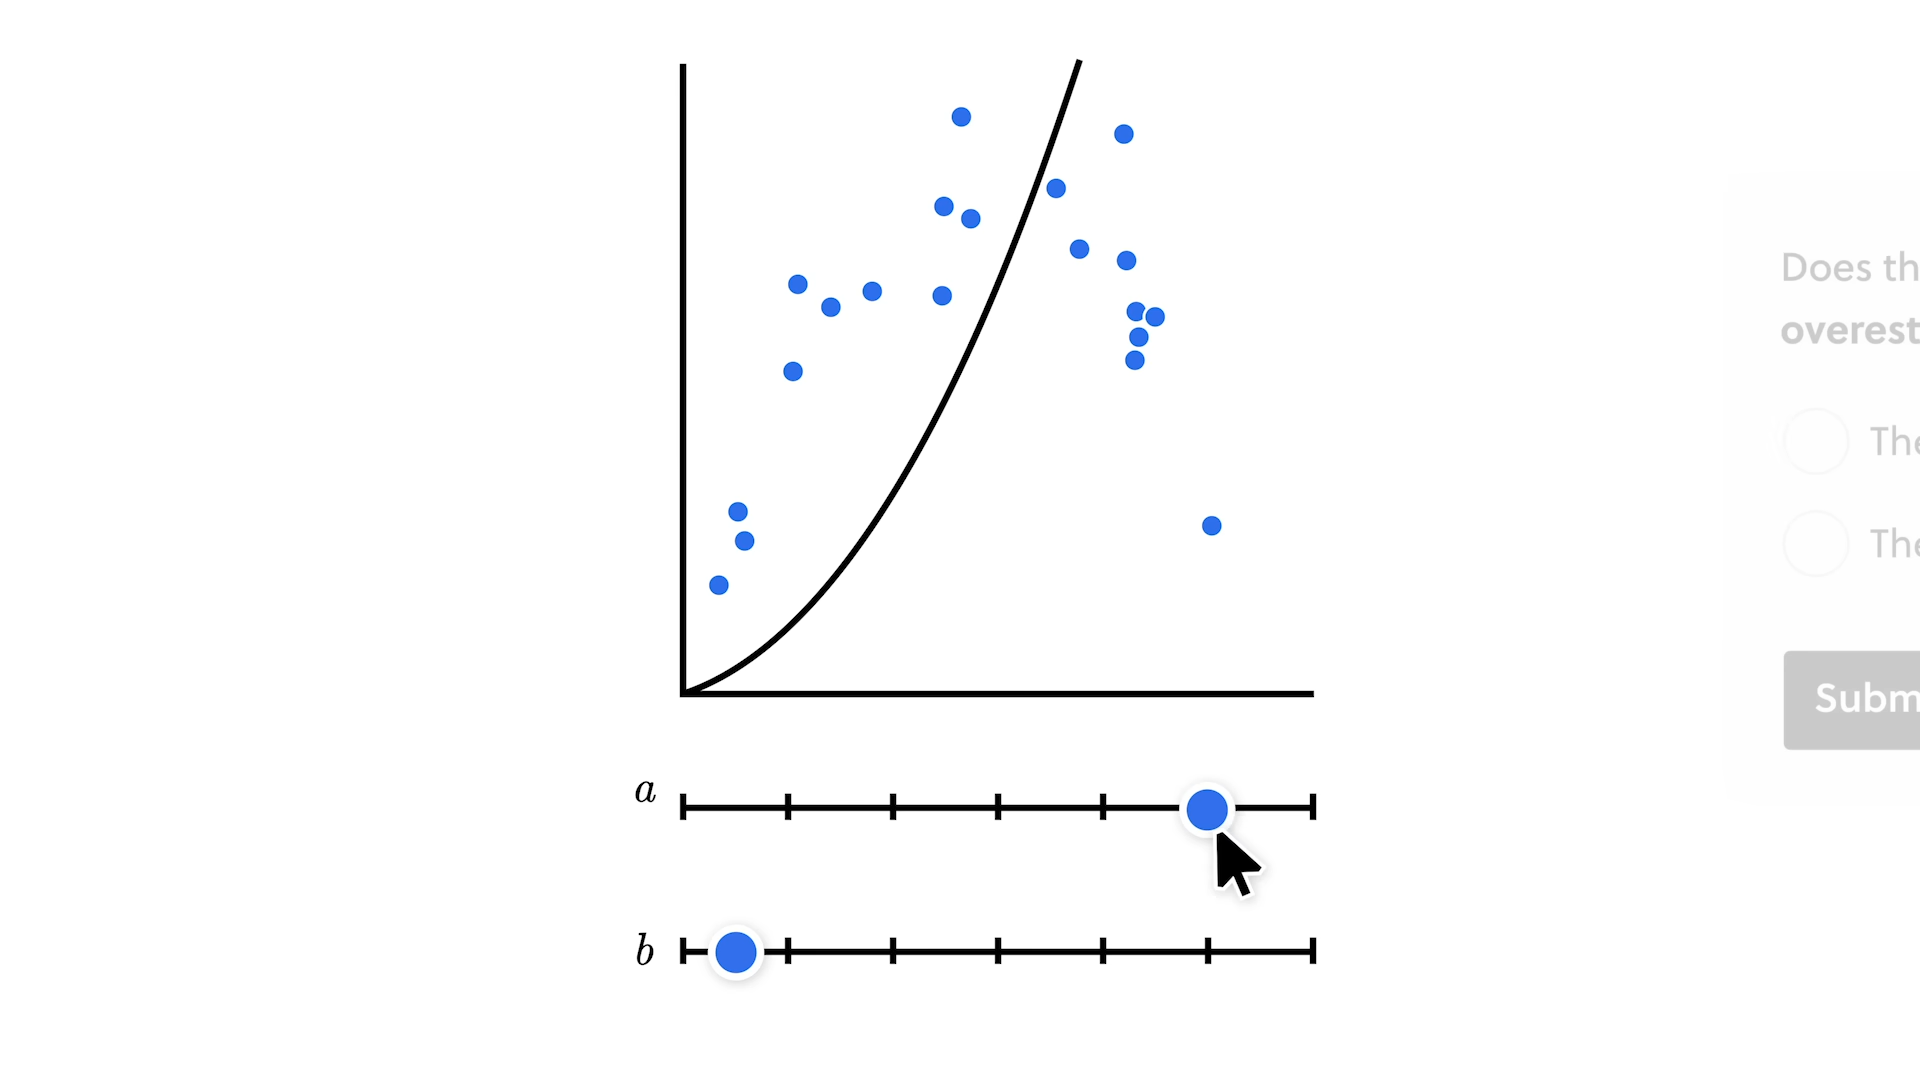 a
b
Does th
overest
The
The
Subm